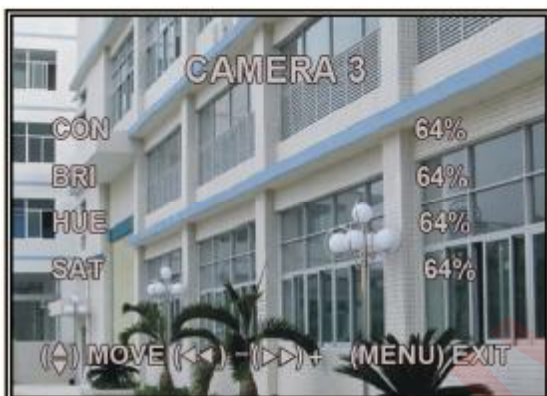 CAMERA 3
CON 64%
BRI 64%
HUE 64%
SAT 64%
(♦) MOVE (◁◁) -(▷▷)+ (MENU) EXIT